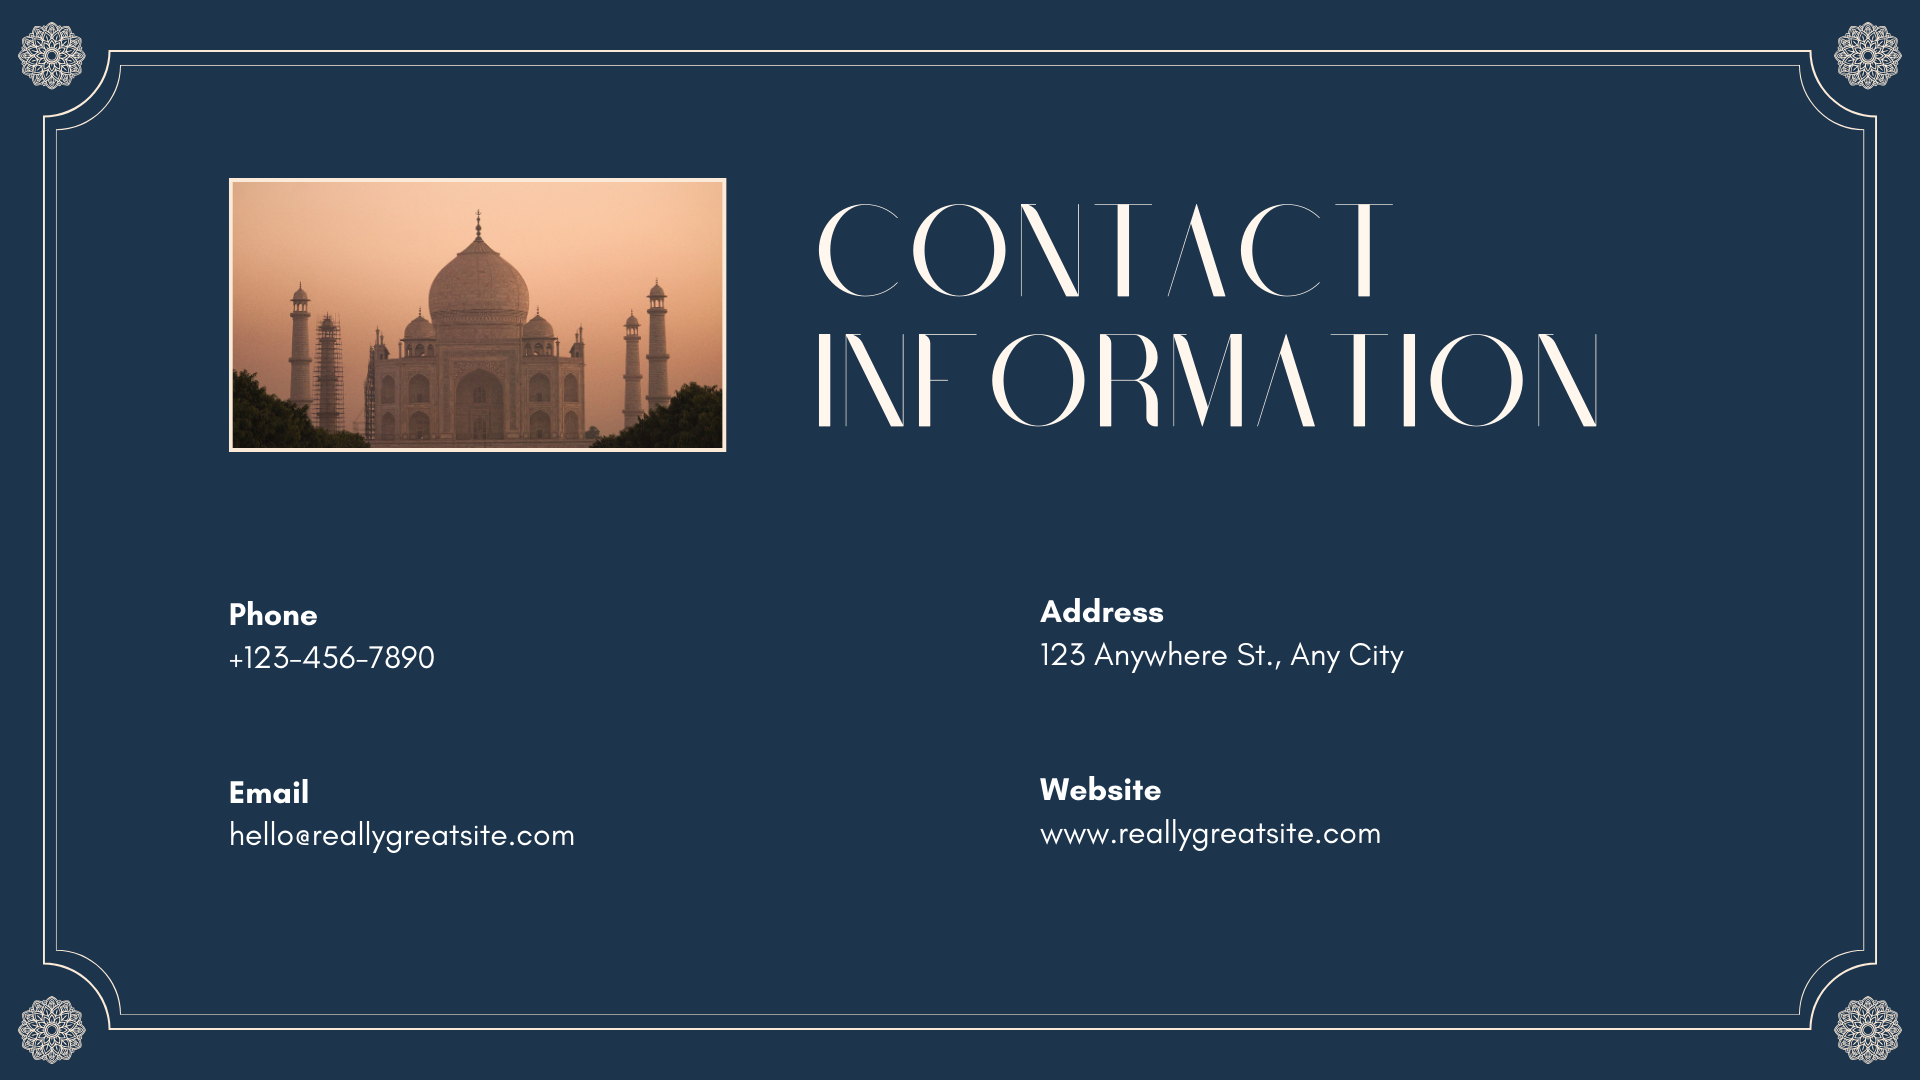 CONTACT
INFORMATION
Phone
+123-456-7890
Address
123 Anywhere St., Any City
Email
hello@reallygreatsite.com
Website
www.reallygreatsite.com